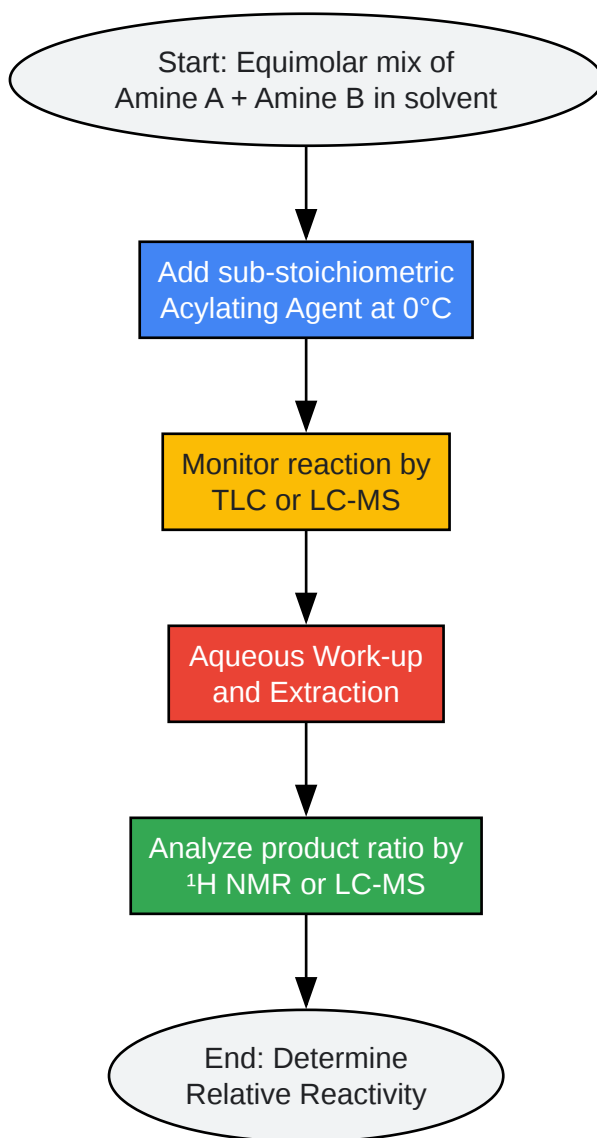 Start: Equimolar mix of
Amine A + Amine B in solvent
Add sub-stoichiometric
Acylating Agent at 0°C
Monitor reaction by
TLC or LC-MS
Aqueous Work-up
and Extraction
Analyze product ratio by
¹H NMR or LC-MS
End: Determine
Relative Reactivity